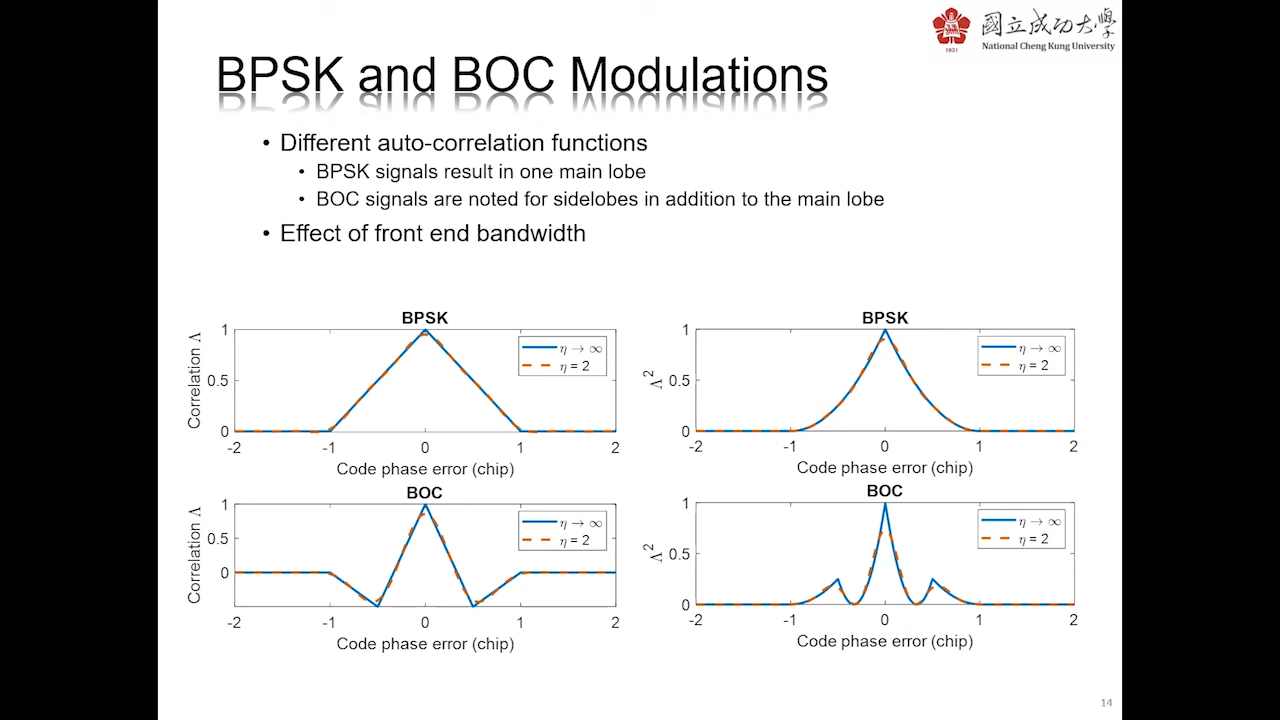 國立成功大學
National Cheng Kung University
1931
BPSK and BOC Modulations
• Different auto-correlation functions
• BPSK signals result in one main lobe
• BOC signals are noted for sidelobes in addition to the main lobe
• Effect of front end bandwidth
BPSK
Correlation Λ
1
0.5
0
η → ∞
η = 2
-2 -1 0 1 2
Code phase error (chip)
BPSK
Λ²
1
0.5
0
η → ∞
η = 2
-2 -1 0 1 2
Code phase error (chip)
BOC
Correlation Λ
1
0.5
0
η → ∞
η = 2
-2 -1 0 1 2
Code phase error (chip)
BOC
Λ²
1
0.5
0
η → ∞
η = 2
-2 -1 0 1 2
Code phase error (chip)
14